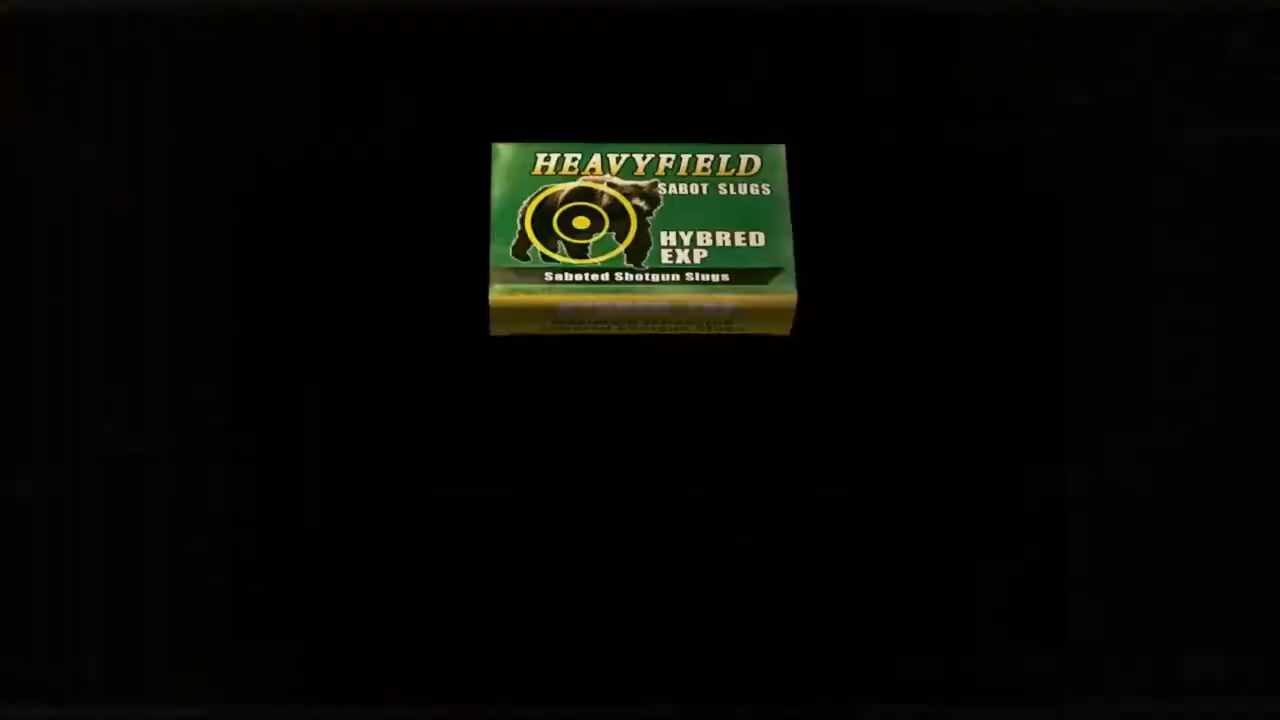 HEAVYFIELD
SABOT SLUGS
HYBRED
EXP
Saboted Shotgun Slugs